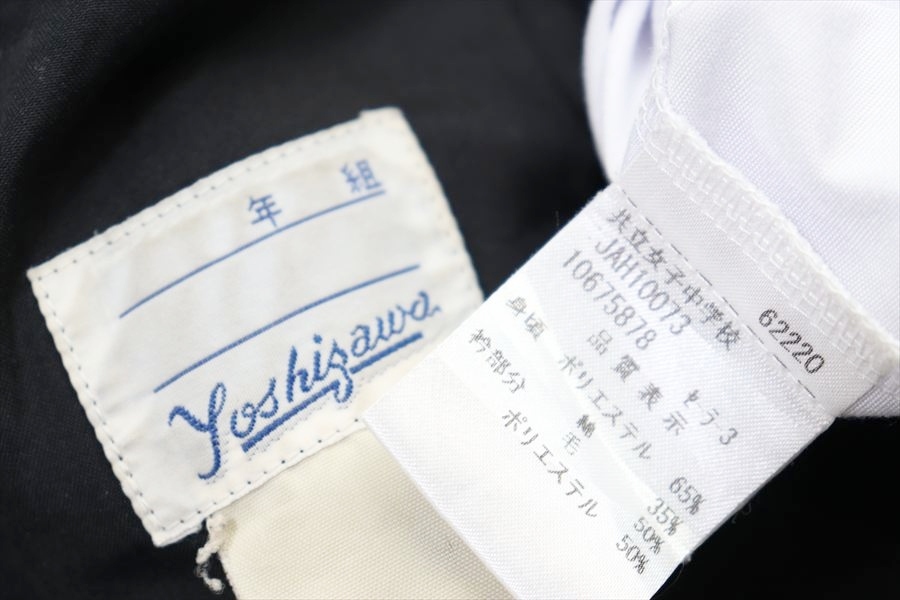 年 組
Yoshizawa.
62220
共立女子中学校
JAH10073
10675878
品質表示 ゥラ-3
身頃 ポリエステル 65%
綿 35%
衿部分 毛 50%
ポリエステル 50%